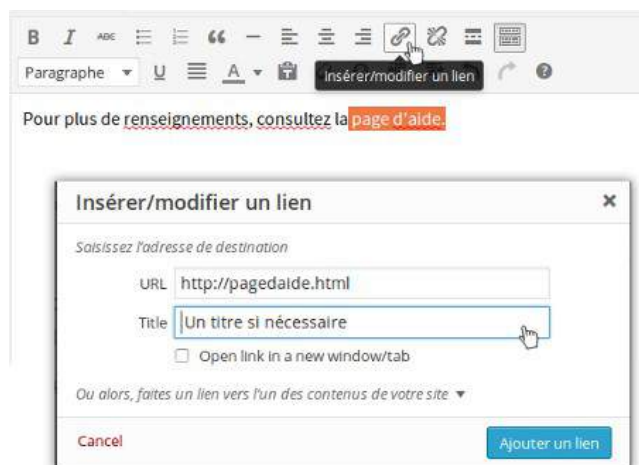 B I ABC
Paragraphe U A
Insérer/modifier un lien
Pour plus de renseignements, consultez la page d'aide.
Insérer/modifier un lien
Saisissez l'adresse de destination
URL http://pagedaide.html
Title Un titre si nécessaire
Open link in a new window/tab
Ou alors, faites un lien vers l'un des contenus de votre site
Cancel Ajouter un lien